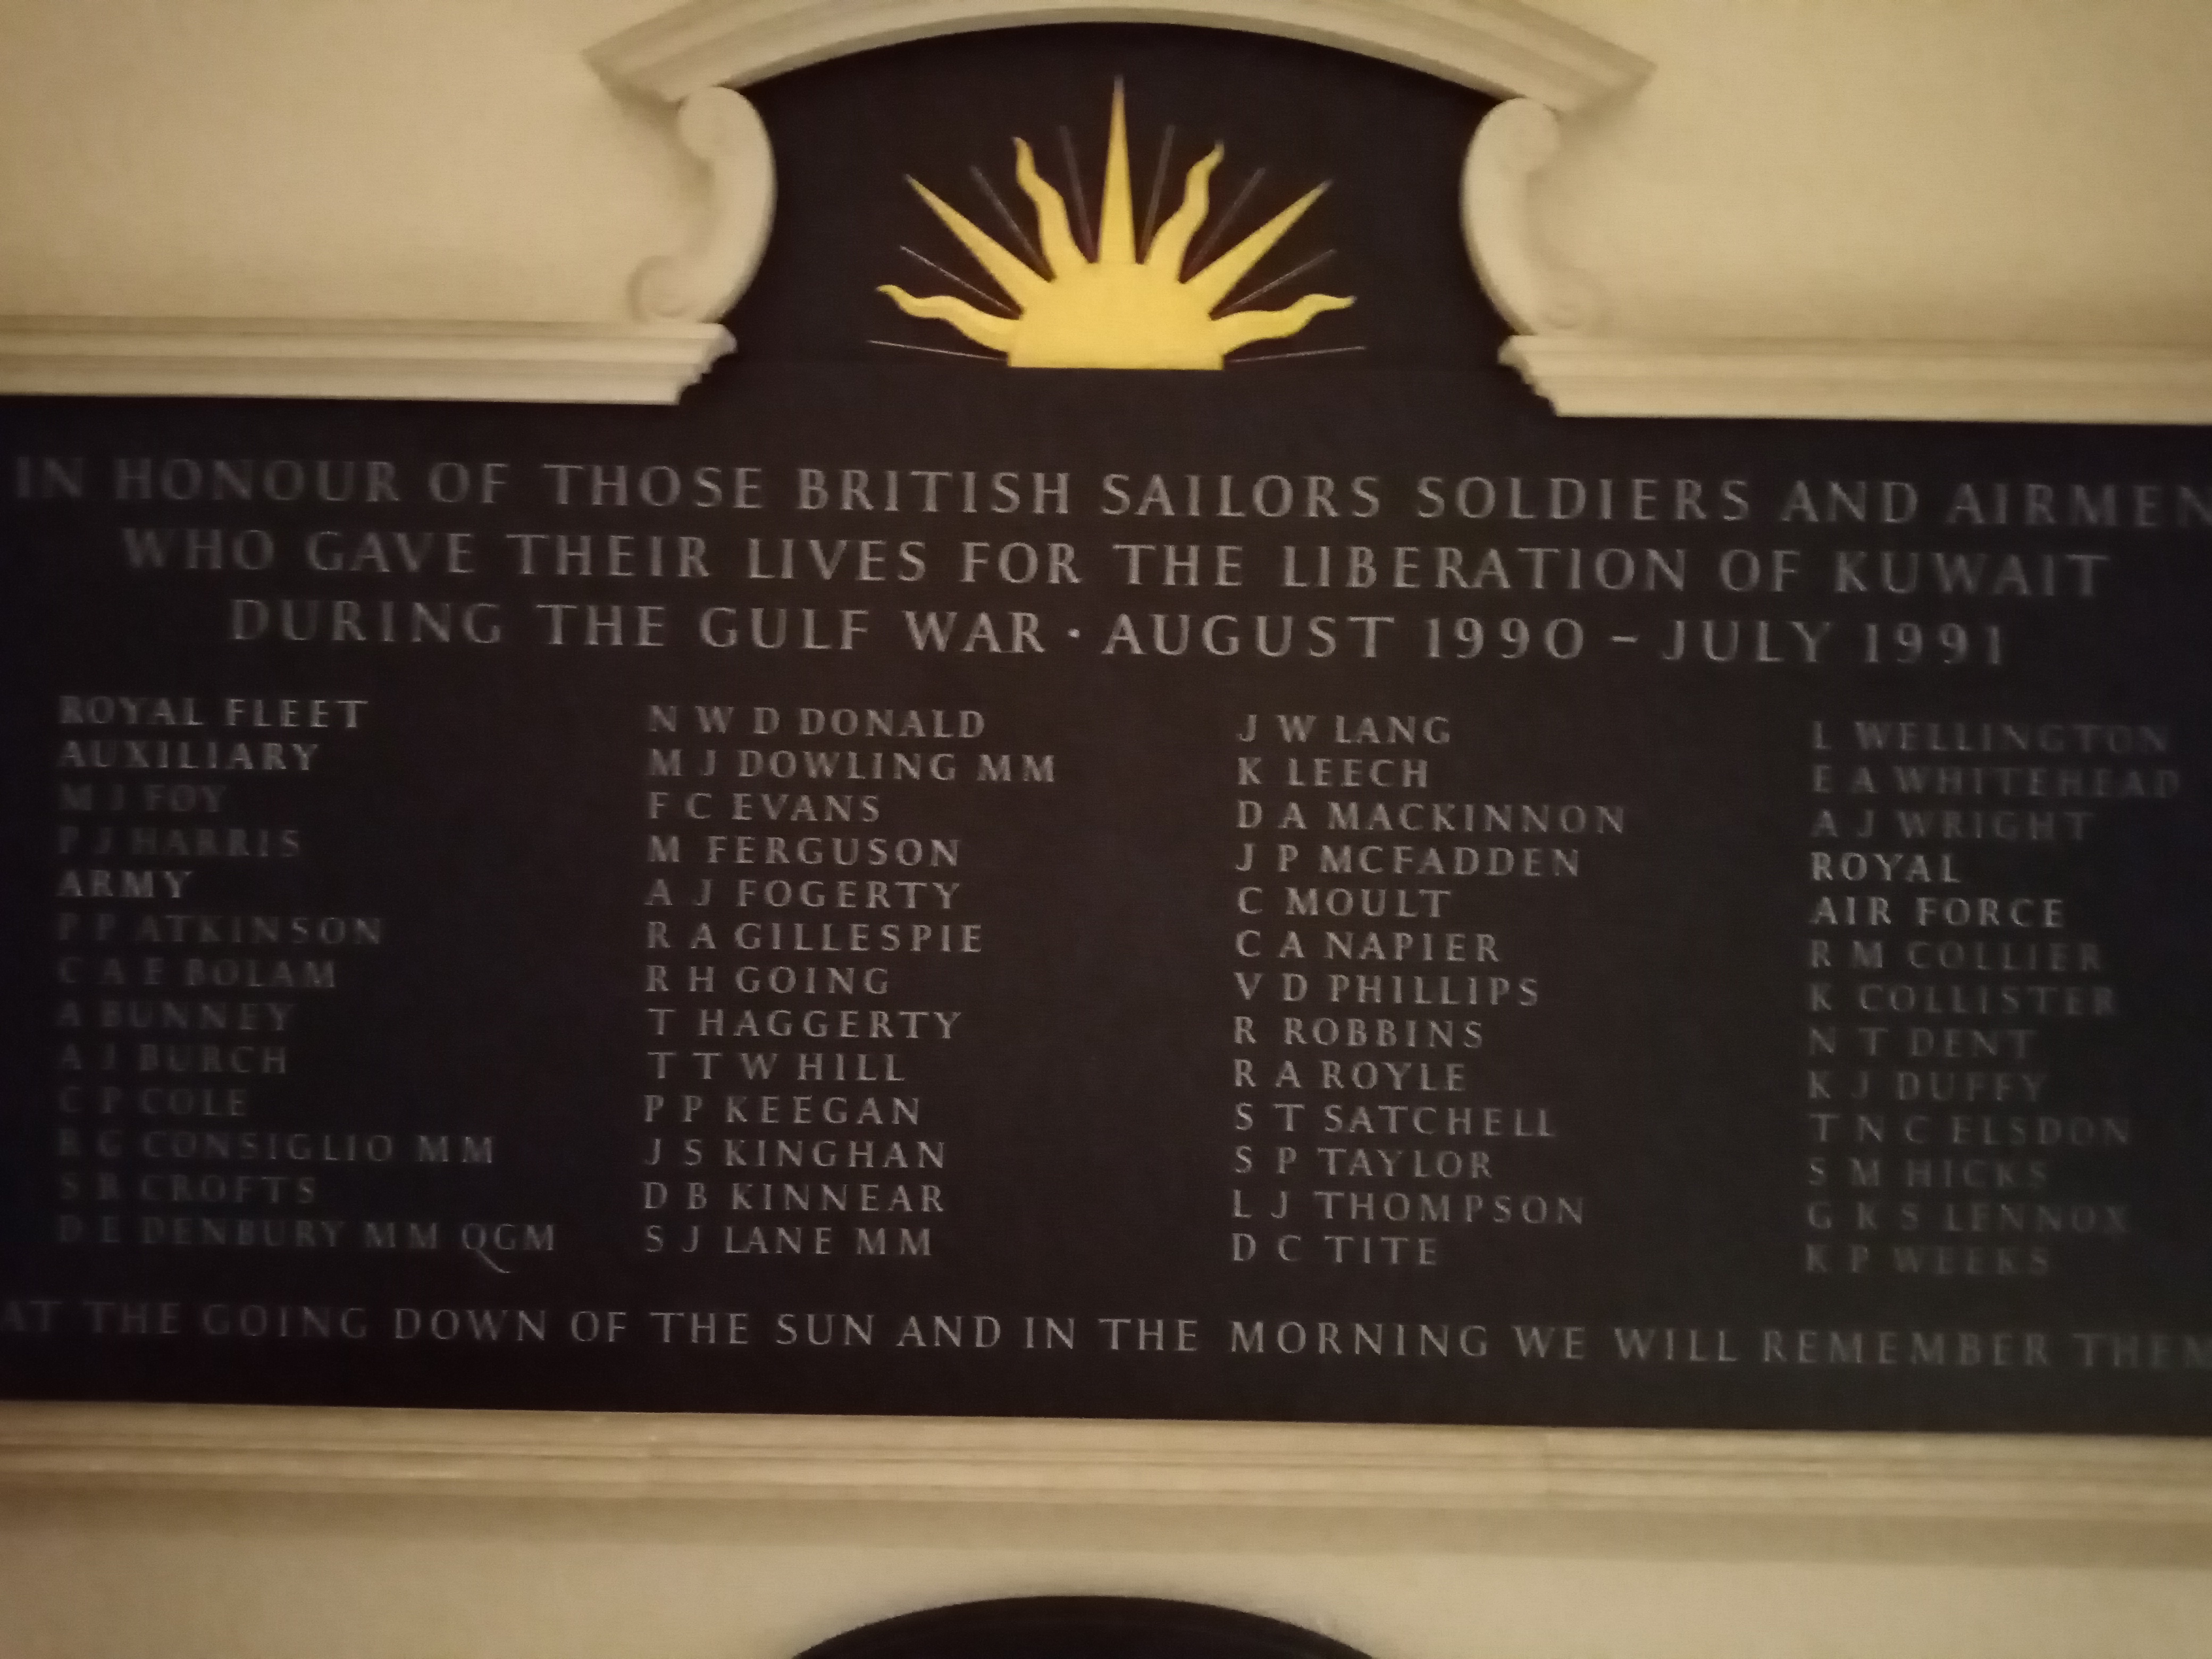 IN HONOUR OF THOSE BRITISH SAILORS SOLDIERS AND AIRMEN
WHO GAVE THEIR LIVES FOR THE LIBERATION OF KUWAIT
DURING THE GULF WAR · AUGUST 1990 – JULY 1991
ROYAL FLEET
AUXILIARY
M J FOY
P J HARRIS
ARMY
P P ATKINSON
C A E BOLAM
A BUNNEY
A J BURCH
C P COLE
R G CONSIGLIO MM
S B CROFTS
D E DENBURY MM QGM
N W D DONALD
M J DOWLING MM
F C EVANS
M FERGUSON
A J FOGERTY
R A GILLESPIE
R H GOING
T HAGGERTY
T T W HILL
P P KEEGAN
J S KINGHAN
D B KINNEAR
S J LANE MM
J W LANG
K LEECH
D A MACKINNON
J P MCFADDEN
C MOULT
C A NAPIER
V D PHILLIPS
R ROBBINS
R A ROYLE
S T SATCHELL
S P TAYLOR
L J THOMPSON
D C TITE
L WELLINGTON
E A WHITEHEAD
A J WRIGHT
ROYAL
AIR FORCE
R M COLLIER
K COLLISTER
N T DENT
K J DUFFY
T N C ELSDON
S M HICKS
G K S LENNOX
K P WEEKS
AT THE GOING DOWN OF THE SUN AND IN THE MORNING WE WILL REMEMBER THEM